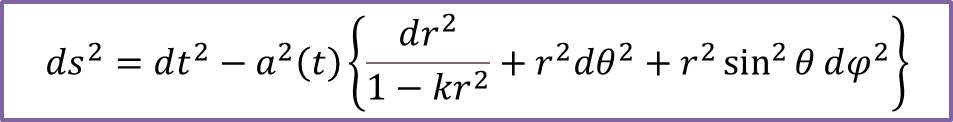 ds² = dt² − a²(t){dr²/(1 − kr²) + r²dθ² + r² sin² θ dφ²}